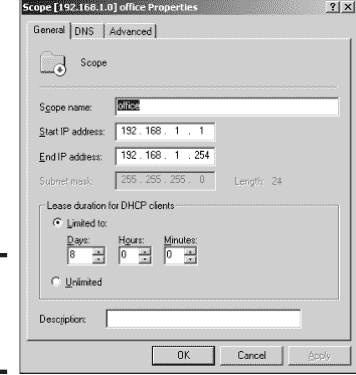 Scope [192.168.1.0] office Properties
General DNS Advanced
Scope
Scope name: office
Start IP address: 192 . 168 . 1 . 1
End IP address: 192 . 168 . 1 . 254
Subnet mask: 255 . 255 . 255 . 0 Length: 24
Lease duration for DHCP clients
Limited to:
Days: Hours: Minutes:
8 0 0
Unlimited
Description:
OK Cancel Apply